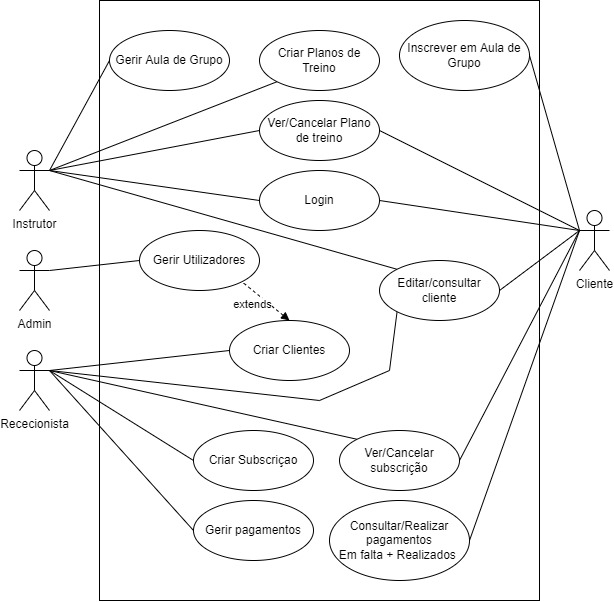 Gerir Aula de Grupo
Criar Planos de
Treino
Inscrever em Aula de
Grupo
Ver/Cancelar Plano
de treino
Instrutor
Login
Cliente
Gerir Utilizadores
Admin
Editar/consultar
cliente
extends
Criar Clientes
Rececionista
Criar Subscriçao
Ver/Cancelar
subscrição
Gerir pagamentos
Consultar/Realizar
pagamentos
Em falta + Realizados